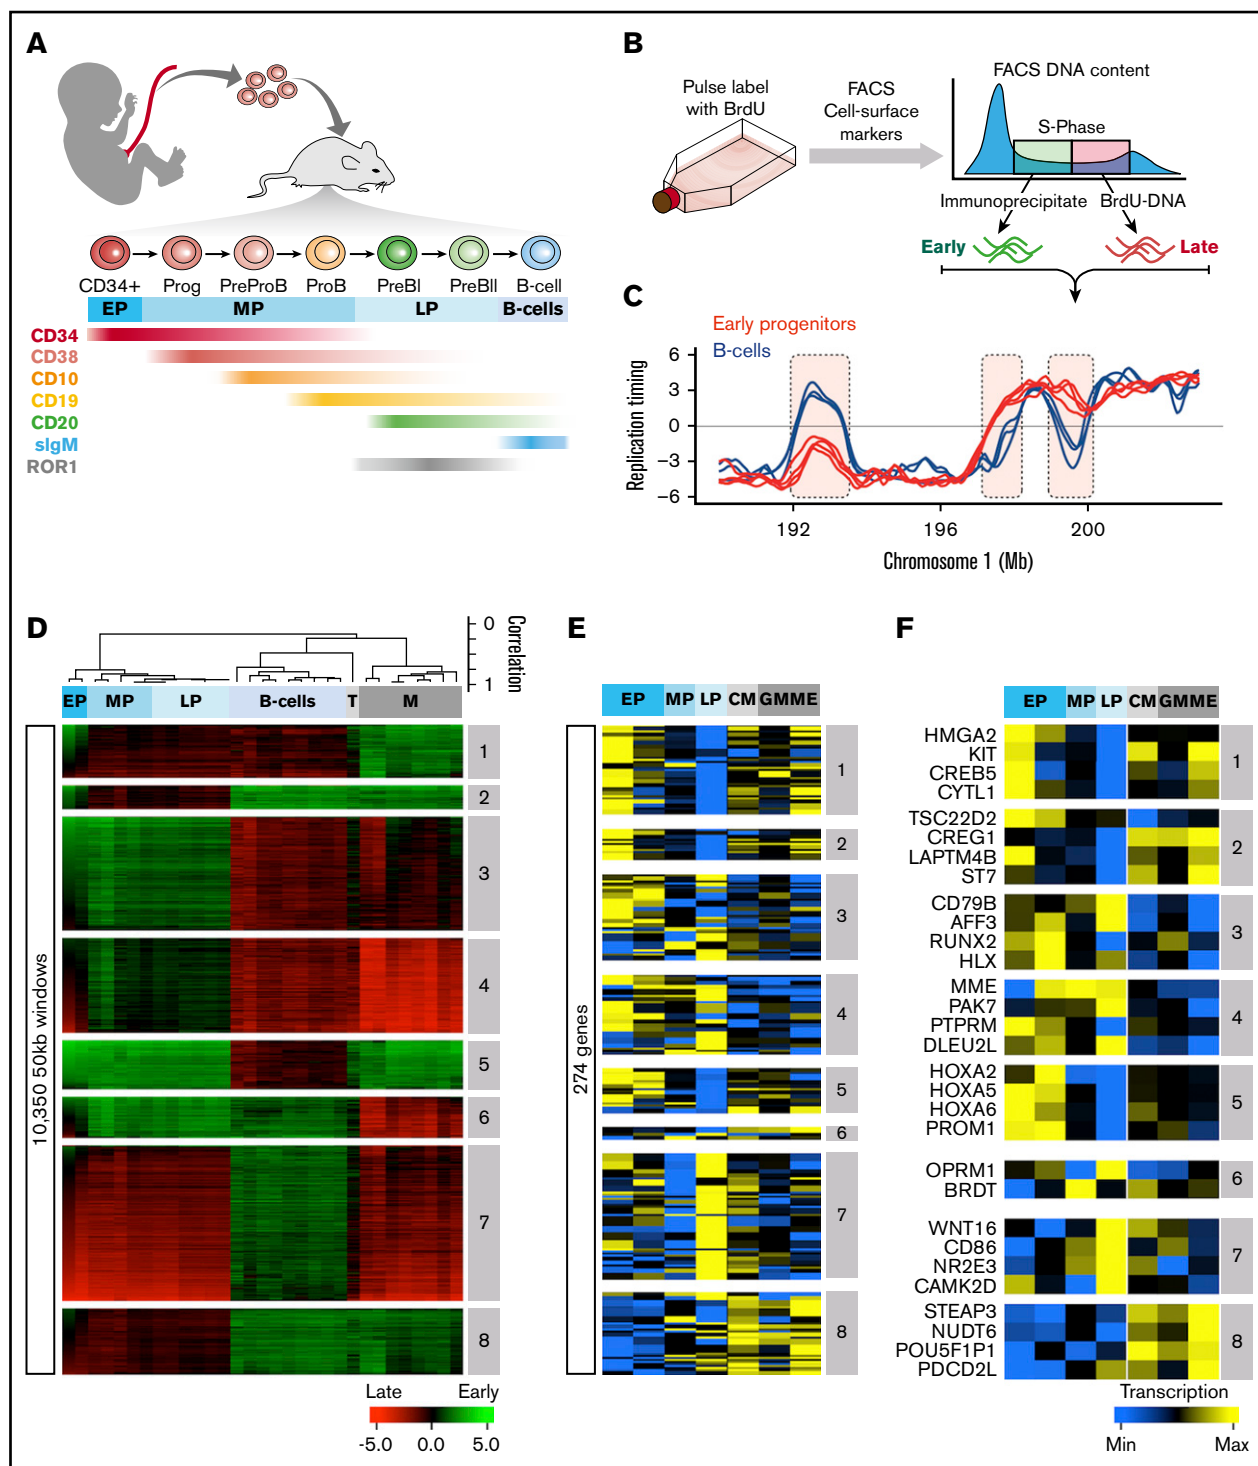 A
CD34+ Prog PreProB ProB PreBI PreBII B-cell
EP MP LP B-cells
CD34
CD38
CD10
CD19
CD20
sIgM
ROR1
B
Pulse label
with BrdU
FACS
Cell-surface
markers
FACS DNA content
S-Phase
Immunoprecipitate BrdU-DNA
Early Late
C
Early progenitors
B-cells
Replication timing
6
3
0
−3
−6
192 196 200
Chromosome 1 (Mb)
D
0
1
Correlation
EP MP LP B-cells T M
10,350 50kb windows
1
2
3
4
5
6
7
8
Late Early
-5.0 0.0 5.0
E
EP MP LP CM GM ME
274 genes
1
2
3
4
5
6
7
8
F
EP MP LP CM GM ME
HMGA2
KIT
CREB5
CYTL1
1
TSC22D2
CREG1
LAPTM4B
ST7
2
CD79B
AFF3
RUNX2
HLX
3
MME
PAK7
PTPRM
DLEU2L
4
HOXA2
HOXA5
HOXA6
PROM1
5
OPRM1
BRDT
6
WNT16
CD86
NR2E3
CAMK2D
7
STEAP3
NUDT6
POU5F1P1
PDCD2L
8
Transcription
Min Max